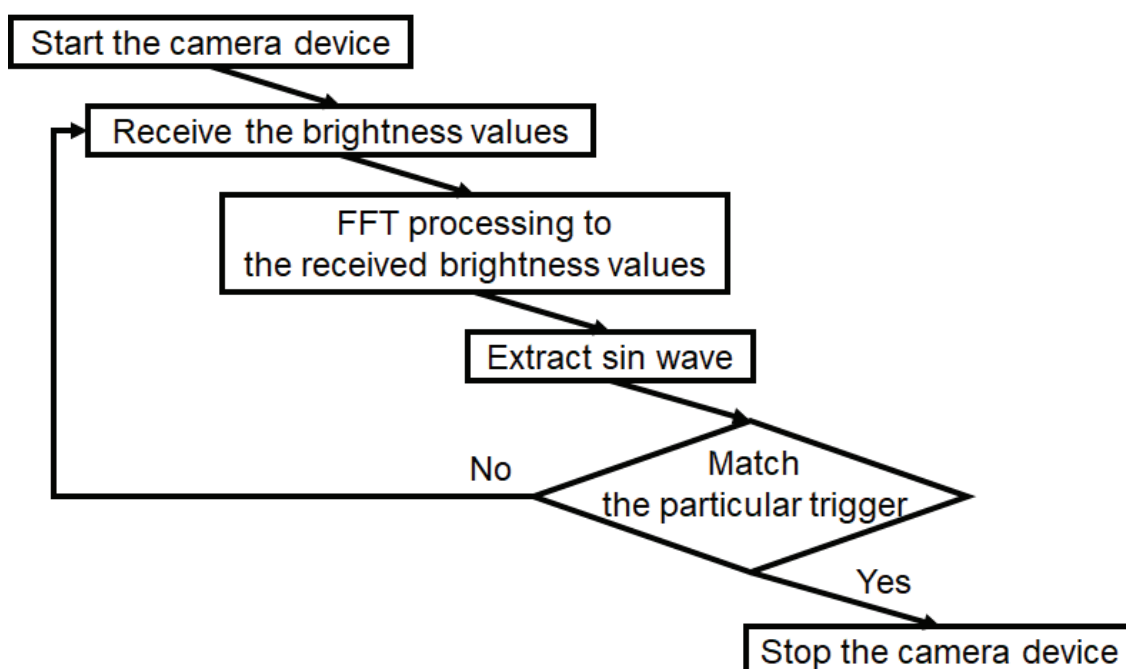 Start the camera device
Receive the brightness values
FFT processing to
the received brightness values
Extract sin wave
Match
the particular trigger
No
Yes
Stop the camera device